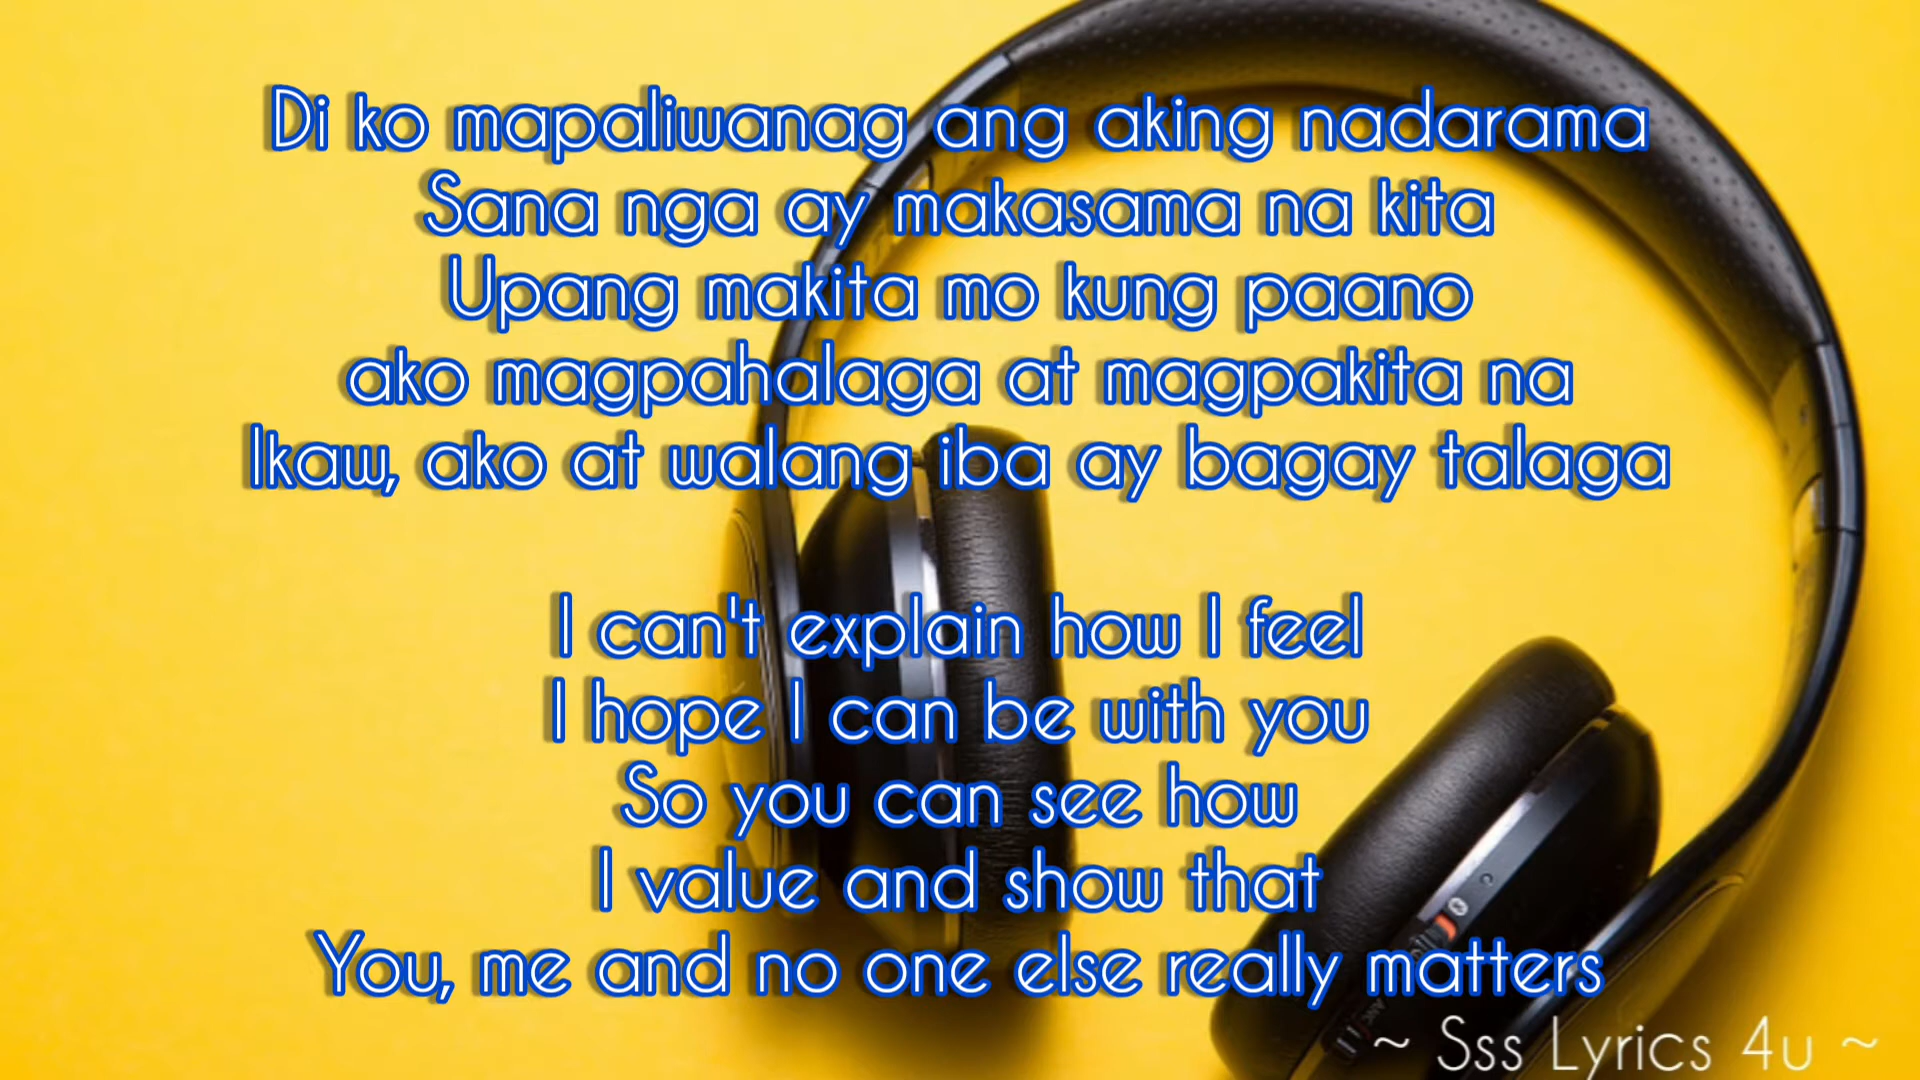 Di ko mapaliwanag ang aking nadarama
Sana nga ay makasama na kita
Upang makita mo kung paano
ako magpahalaga at magpakita na
Ikaw, ako at walang iba ay bagay talaga
I can't explain how I feel
I hope I can be with you
So you can see how
I value and show that
You, me and no one else really matters
~ Sss Lyrics 4u ~